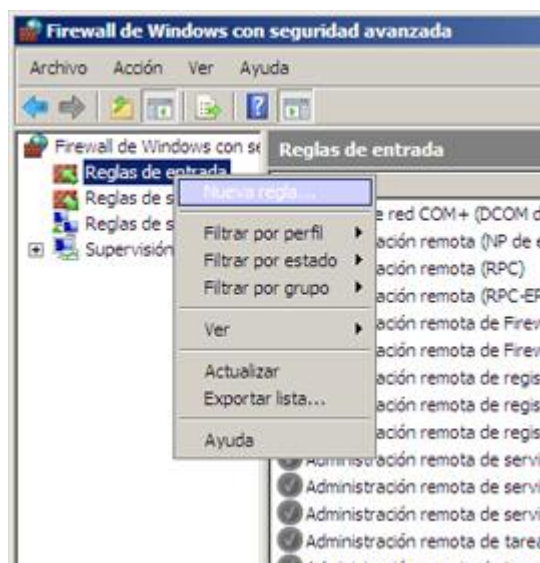 Firewall de Windows con seguridad avanzada
Archivo Acción Ver Ayuda
Firewall de Windows con se
Reglas de entrada
Reglas de s
Reglas de s
Supervisión
Reglas de entrada
Nueva regla...
Filtrar por perfil
Filtrar por estado
Filtrar por grupo
Ver
Actualizar
Exportar lista...
Ayuda
e red COM+ (DCOM d
ación remota (NP de e
ación remota (RPC)
ación remota (RPC-EP
ación remota de Firew
ación remota de Firew
ación remota de regis
ación remota de regis
ación remota de regis
Administración remota de servi
Administración remota de servi
Administración remota de servi
Administración remota de tarea